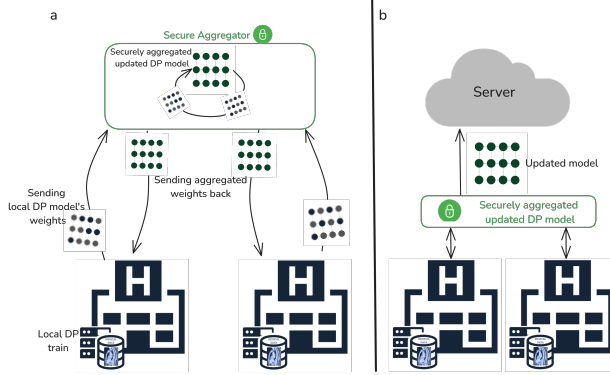 a
Secure Aggregator
Securely aggregated
updated DP model
Sending
local DP model's
weights
Sending aggregated
weights back
H
H
Local DP
train
b
Server
Updated model
Securely aggregated
updated DP model
H
H